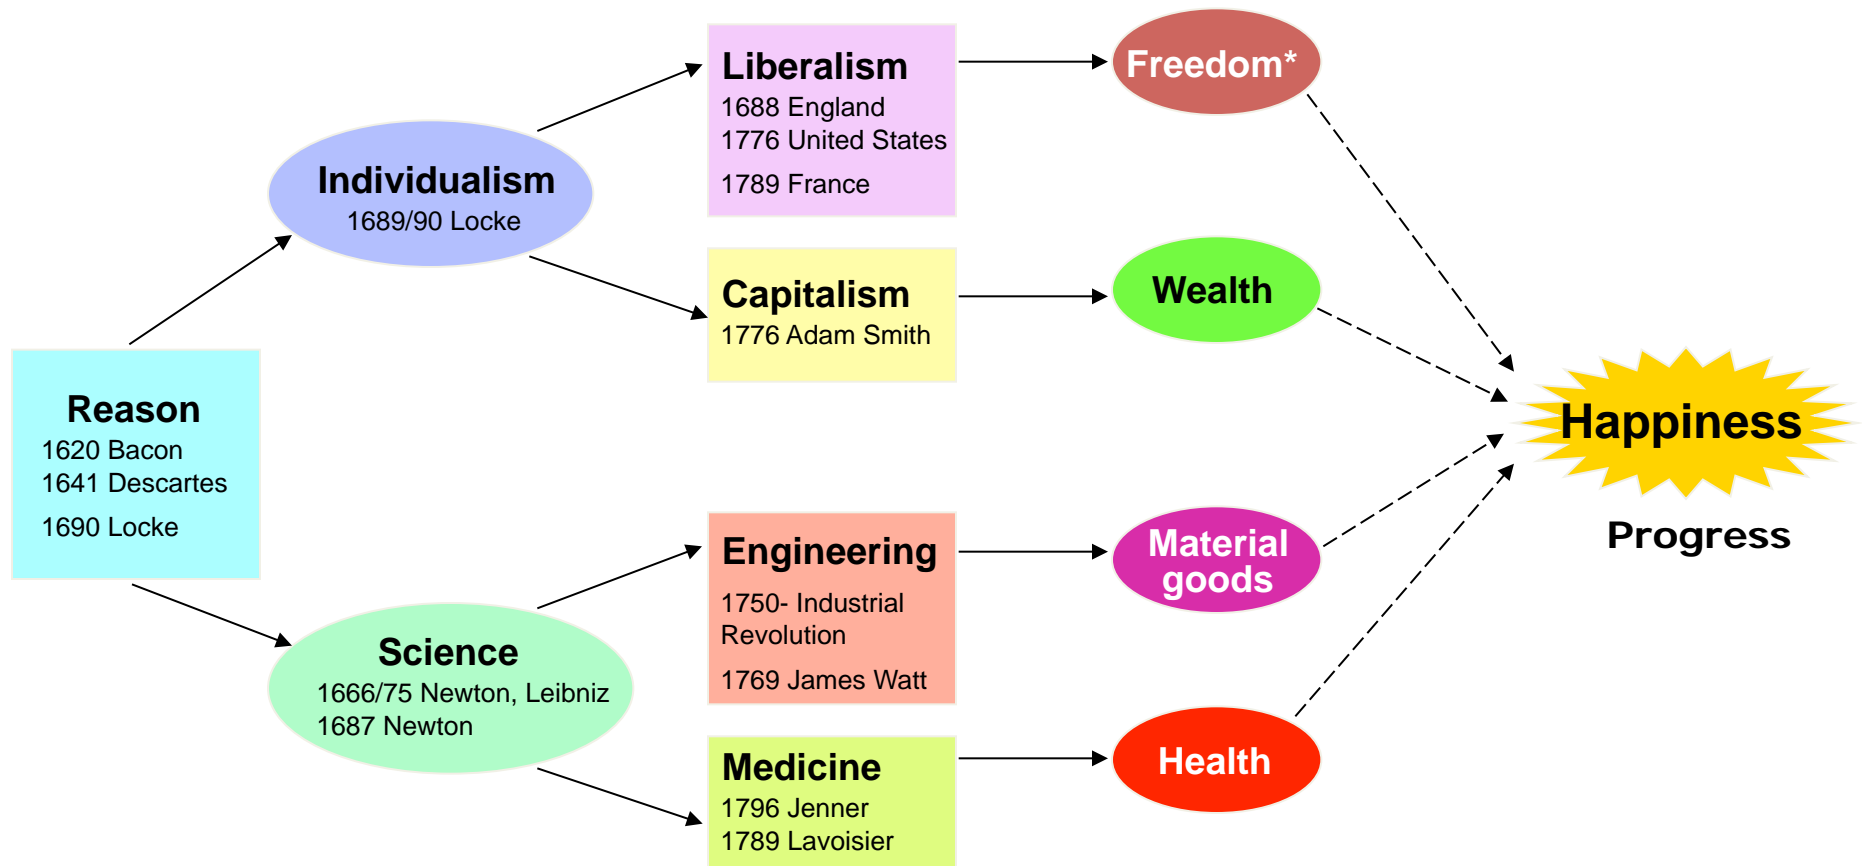 Reason
1620 Bacon
1641 Descartes
1690 Locke
Individualism
1689/90 Locke
Science
1666/75 Newton, Leibniz
1687 Newton
Liberalism
1688 England
1776 United States
1789 France
Capitalism
1776 Adam Smith
Engineering
1750- Industrial
Revolution
1769 James Watt
Medicine
1796 Jenner
1789 Lavoisier
Freedom*
Wealth
Material
goods
Health
Happiness
Progress